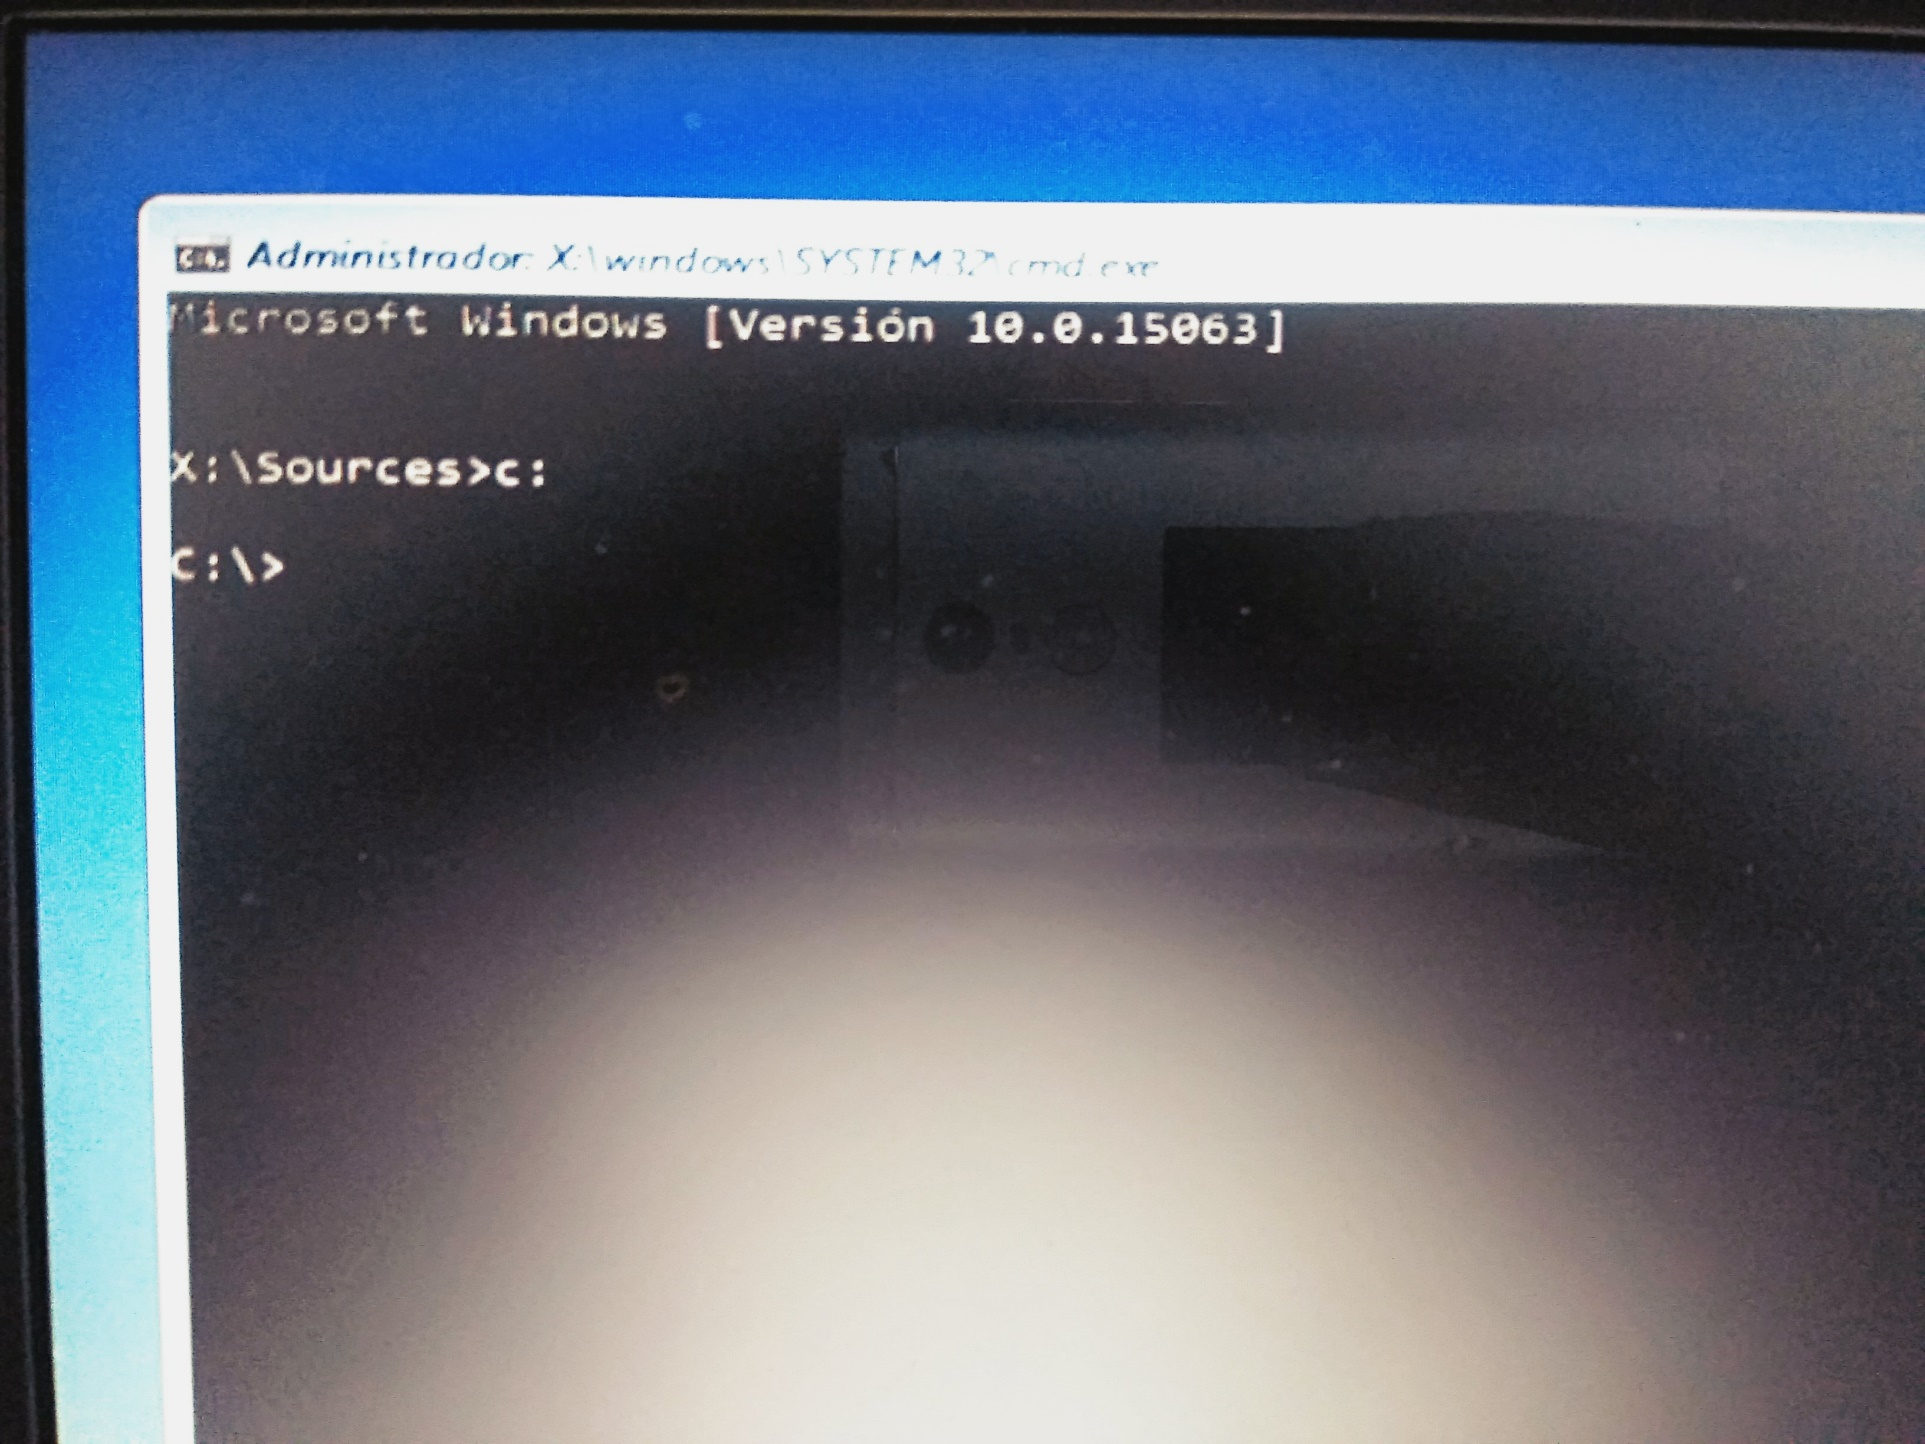 Administrador: X:\windows\SYSTEM32\cmd.exe
Microsoft Windows [Versión 10.0.15063]
X:\Sources>c:
C:\>